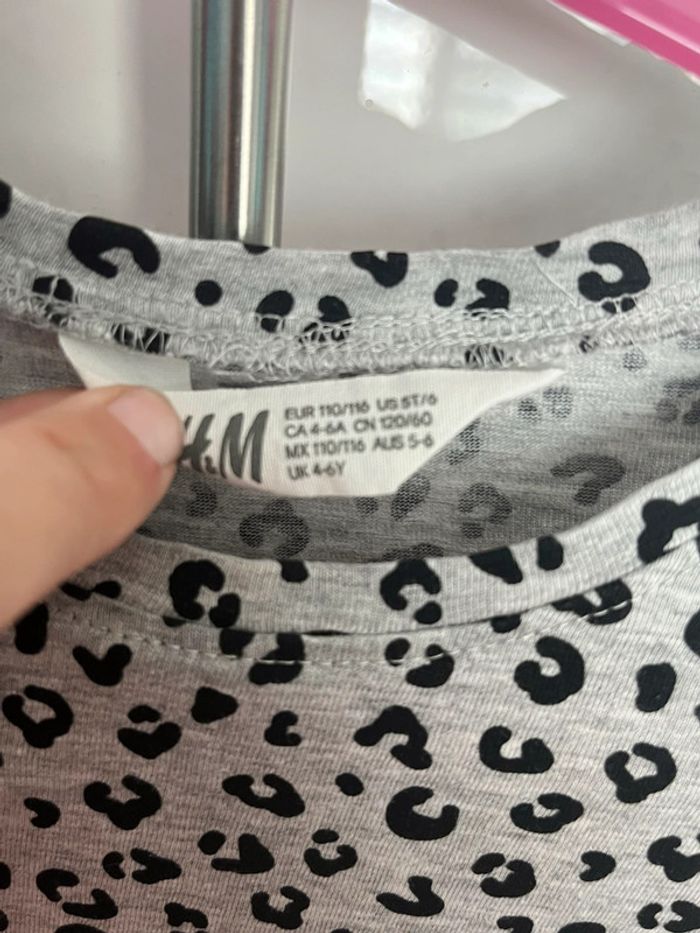 H&M
EUR 110/116 US 5T/6
CA 4-6A CN 120/60
MX 110/116 AUS 5-6
UK 4-6Y